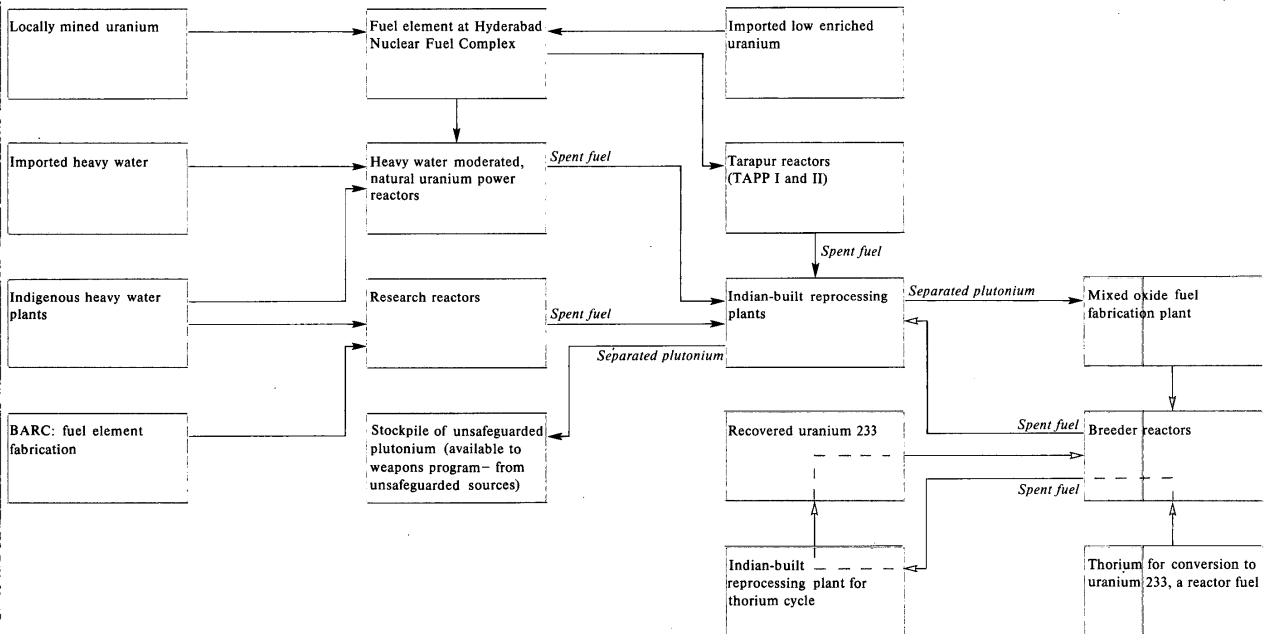 Locally mined uranium
Fuel element at Hyderabad
Nuclear Fuel Complex
Imported low enriched
uranium
Imported heavy water
Heavy water moderated,
natural uranium power
reactors
Spent fuel
Tarapur reactors
(TAPP I and II)
Spent fuel
Indigenous heavy water
plants
Research reactors
Spent fuel
Indian-built reprocessing
plants
Separated plutonium
Mixed oxide fuel
fabrication plant
Separated plutonium
BARC: fuel element
fabrication
Stockpile of unsafeguarded
plutonium (available to
weapons program– from
unsafeguarded sources)
Recovered uranium 233
Spent fuel
Breeder reactors
Spent fuel
Indian-built
reprocessing plant for
thorium cycle
Thorium for conversion to
uranium 233, a reactor fuel